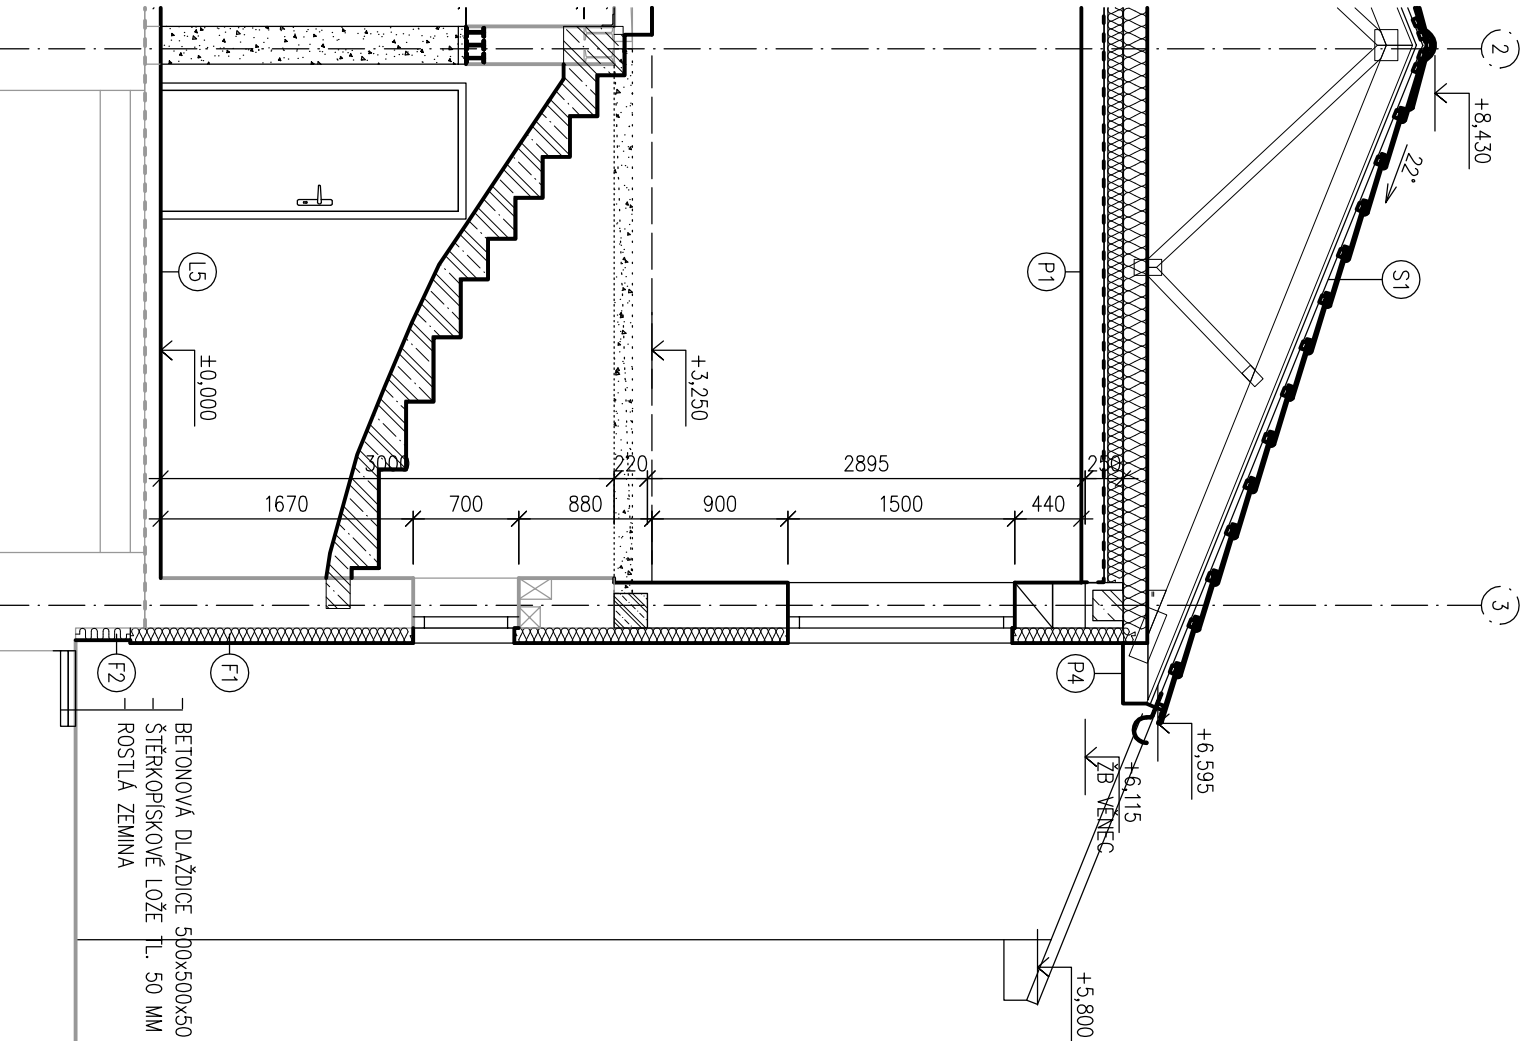 2
+8,430
22°
S1
P1
L5
±0,000
+3,250
3000
220
2895
250
1670
700
880
900
1500
440
3
F2
F1
P4
+6,595
+6,115
ŽB VĚNEC
+5,800
BETONOVÁ DLAŽDICE 500x500x50
ŠTĚRKOPÍSKOVÉ LOŽE TL. 50 MM
ROSTLÁ ZEMINA